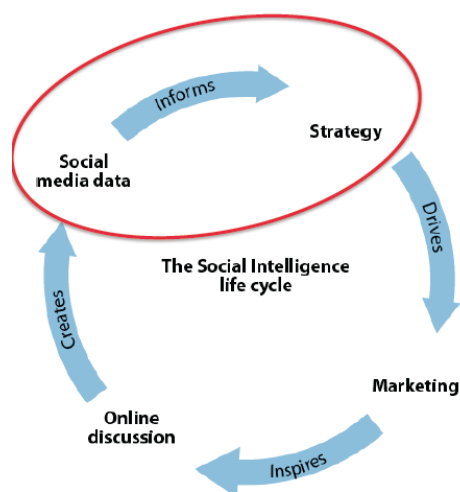 Informs
Strategy
Social
media data
Drives
The Social Intelligence
life cycle
Creates
Marketing
Online
discussion
Inspires